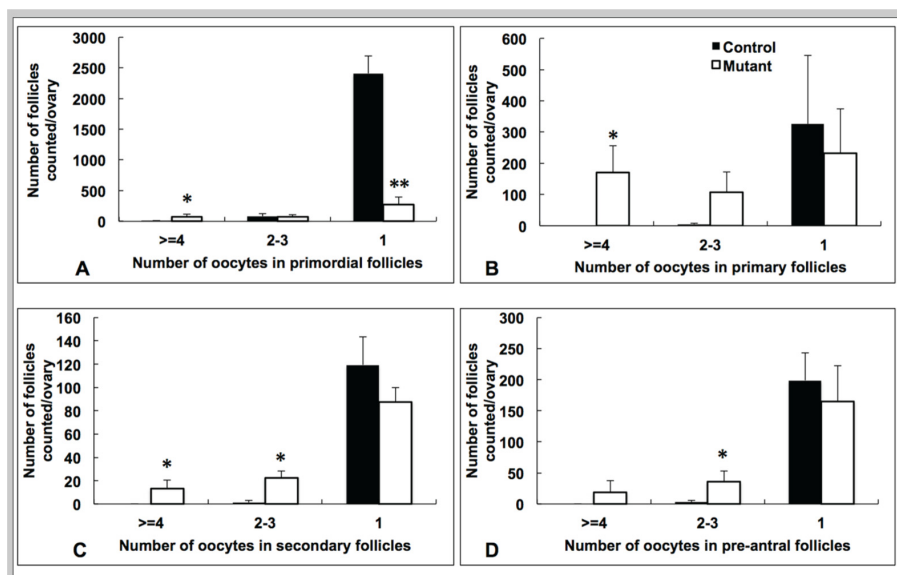 Number of follicles
counted/ovary
3000
2500
2000
1500
1000
500
0
*
**
>=4
2-3
1
A
Number of oocytes in primordial follicles
Number of follicles
counted/ovary
600
500
400
300
200
100
0
Control
Mutant
*
>=4
2-3
1
B
Number of oocytes in primary follicles
Number of follicles
counted/ovary
160
140
120
100
80
60
40
20
0
*
*
>=4
2-3
1
C
Number of oocytes in secondary follicles
Number of follicles
counted/ovary
300
250
200
150
100
50
0
*
>=4
2-3
1
D
Number of oocytes in pre-antral follicles